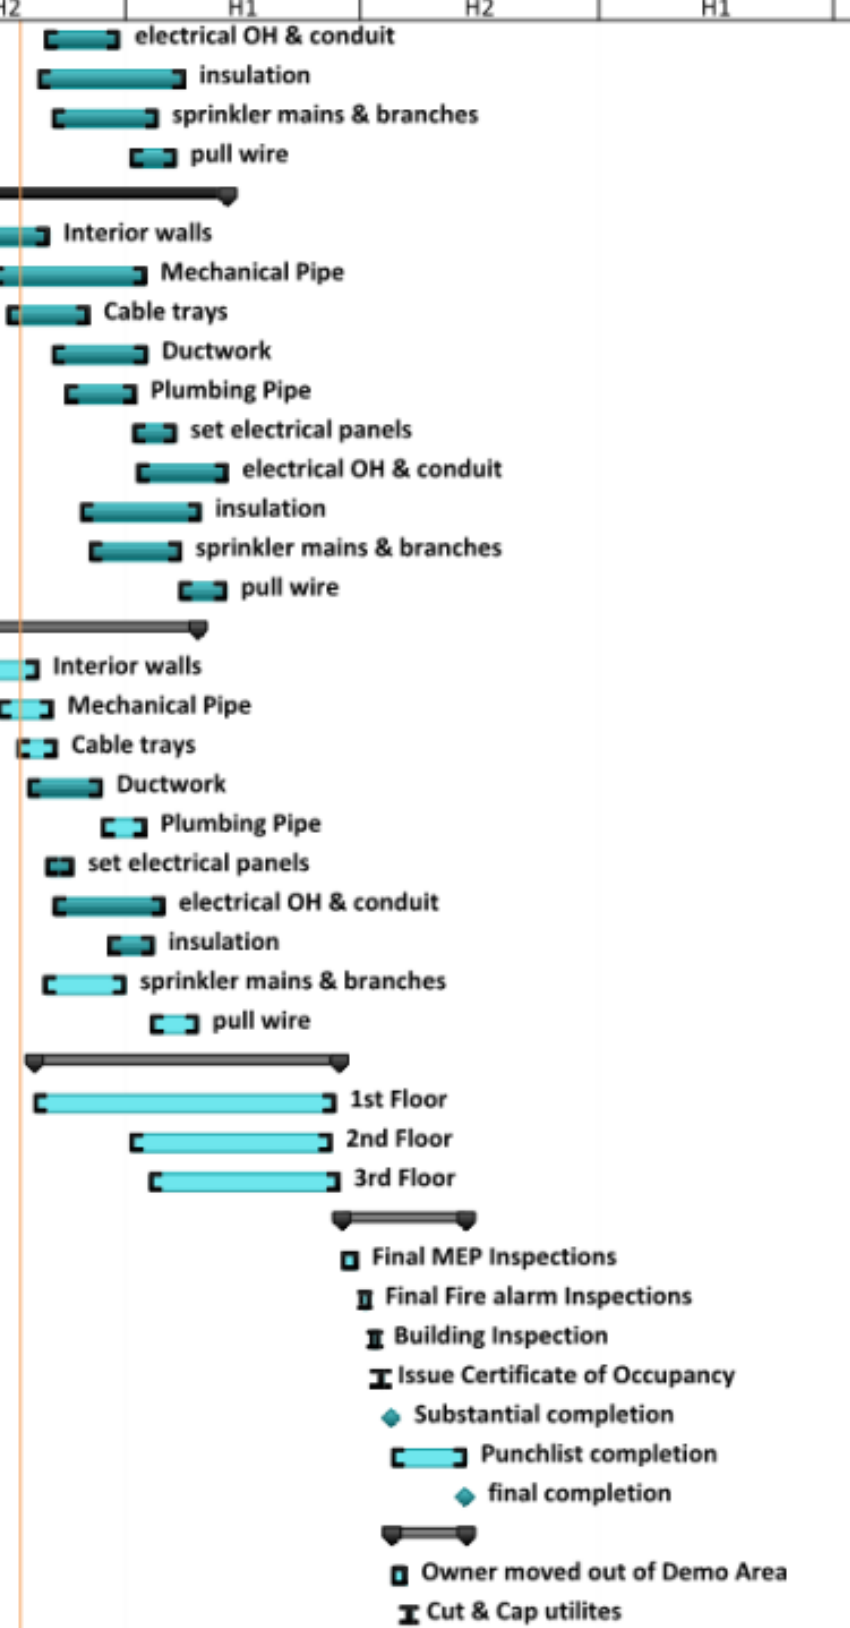 H2 H1 H2 H1
electrical OH & conduit
insulation
sprinkler mains & branches
pull wire
Interior walls
Mechanical Pipe
Cable trays
Ductwork
Plumbing Pipe
set electrical panels
electrical OH & conduit
insulation
sprinkler mains & branches
pull wire
Interior walls
Mechanical Pipe
Cable trays
Ductwork
Plumbing Pipe
set electrical panels
electrical OH & conduit
insulation
sprinkler mains & branches
pull wire
1st Floor
2nd Floor
3rd Floor
Final MEP Inspections
Final Fire alarm Inspections
Building Inspection
Issue Certificate of Occupancy
Substantial completion
Punchlist completion
final completion
Owner moved out of Demo Area
Cut & Cap utilites